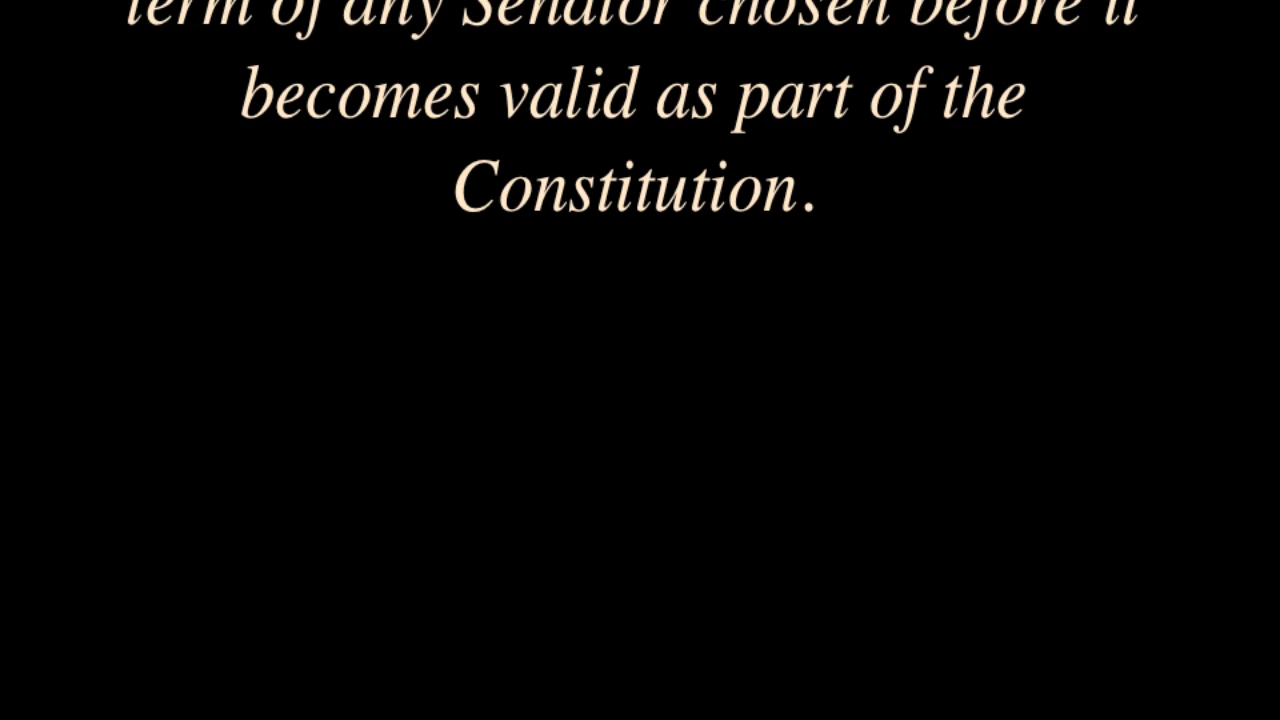 term of any Senator chosen before it
becomes valid as part of the
Constitution.